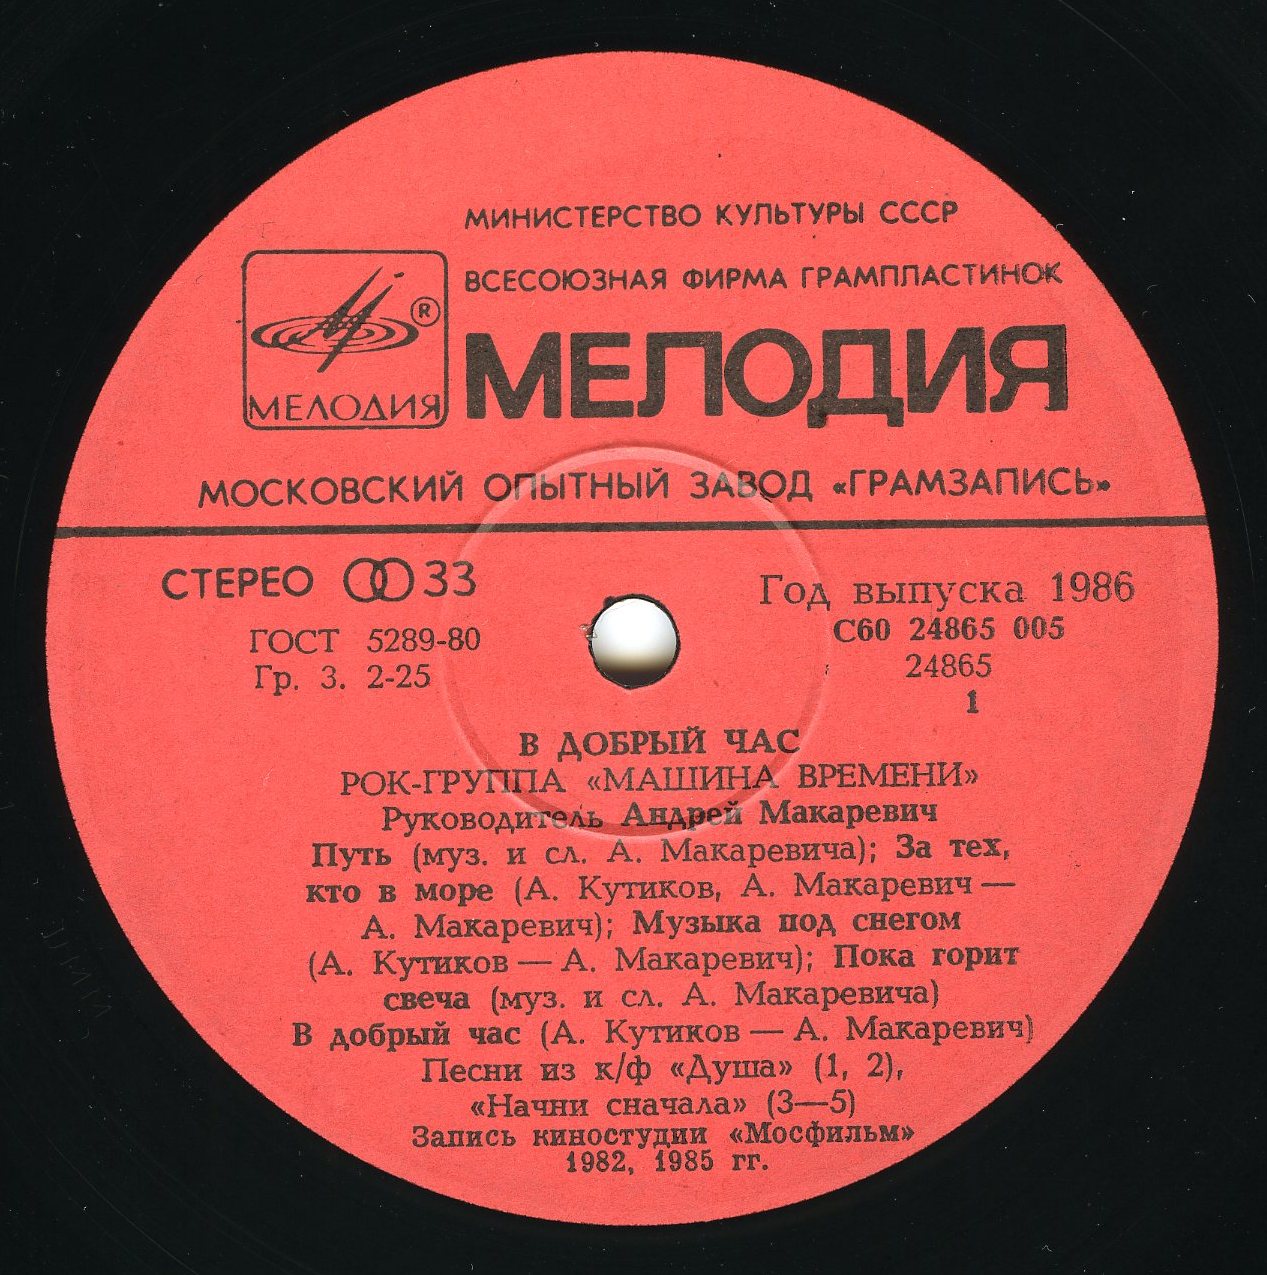 МИНИСТЕРСТВО КУЛЬТУРЫ СССР
ВСЕСОЮЗНАЯ ФИРМА ГРАМПЛАСТИНОК
®
МЕЛОДИЯ
МЕЛОДИЯ
МОСКОВСКИЙ ОПЫТНЫЙ ЗАВОД «ГРАМЗАПИСЬ»
СТЕРЕО 33
Год выпуска 1986
ГОСТ 5289-80
С60 24865 005
Гр. 3. 2-25
24865
1
В ДОБРЫЙ ЧАС
РОК-ГРУППА «МАШИНА ВРЕМЕНИ»
Руководитель Андрей Макаревич
Путь (муз. и сл. А. Макаревича); За тех,
кто в море (А. Кутиков, А. Макаревич —
А. Макаревич); Музыка под снегом
(А. Кутиков — А. Макаревич); Пока горит
свеча (муз. и сл. А. Макаревича)
В добрый час (А. Кутиков — А. Макаревич)
Песни из к/ф «Душа» (1, 2),
«Начни сначала» (3—5)
Запись киностудии «Мосфильм»
1982, 1985 гг.